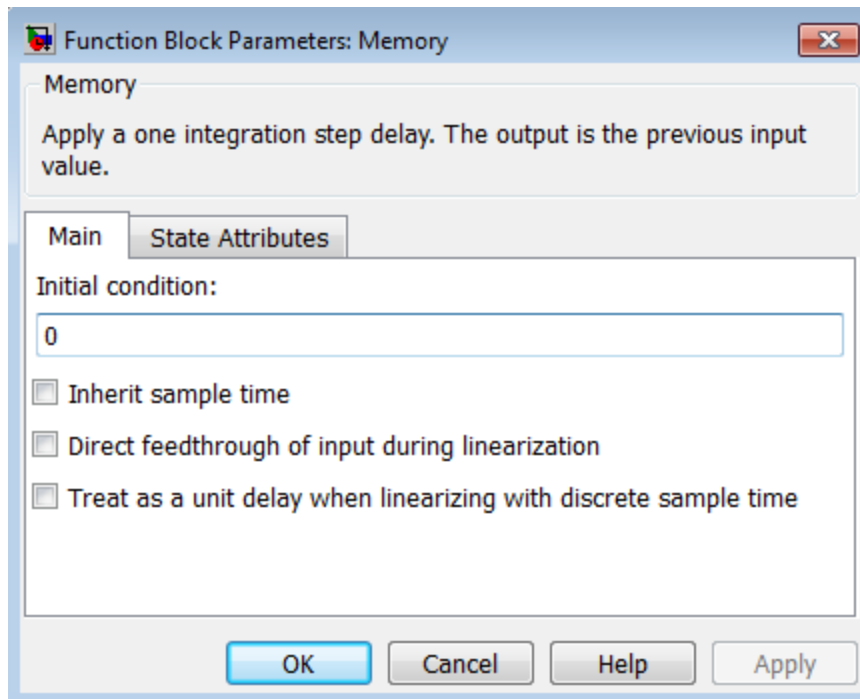 Function Block Parameters: Memory
Memory
Apply a one integration step delay. The output is the previous input
value.
Main
State Attributes
Initial condition:
0
Inherit sample time
Direct feedthrough of input during linearization
Treat as a unit delay when linearizing with discrete sample time
OK
Cancel
Help
Apply